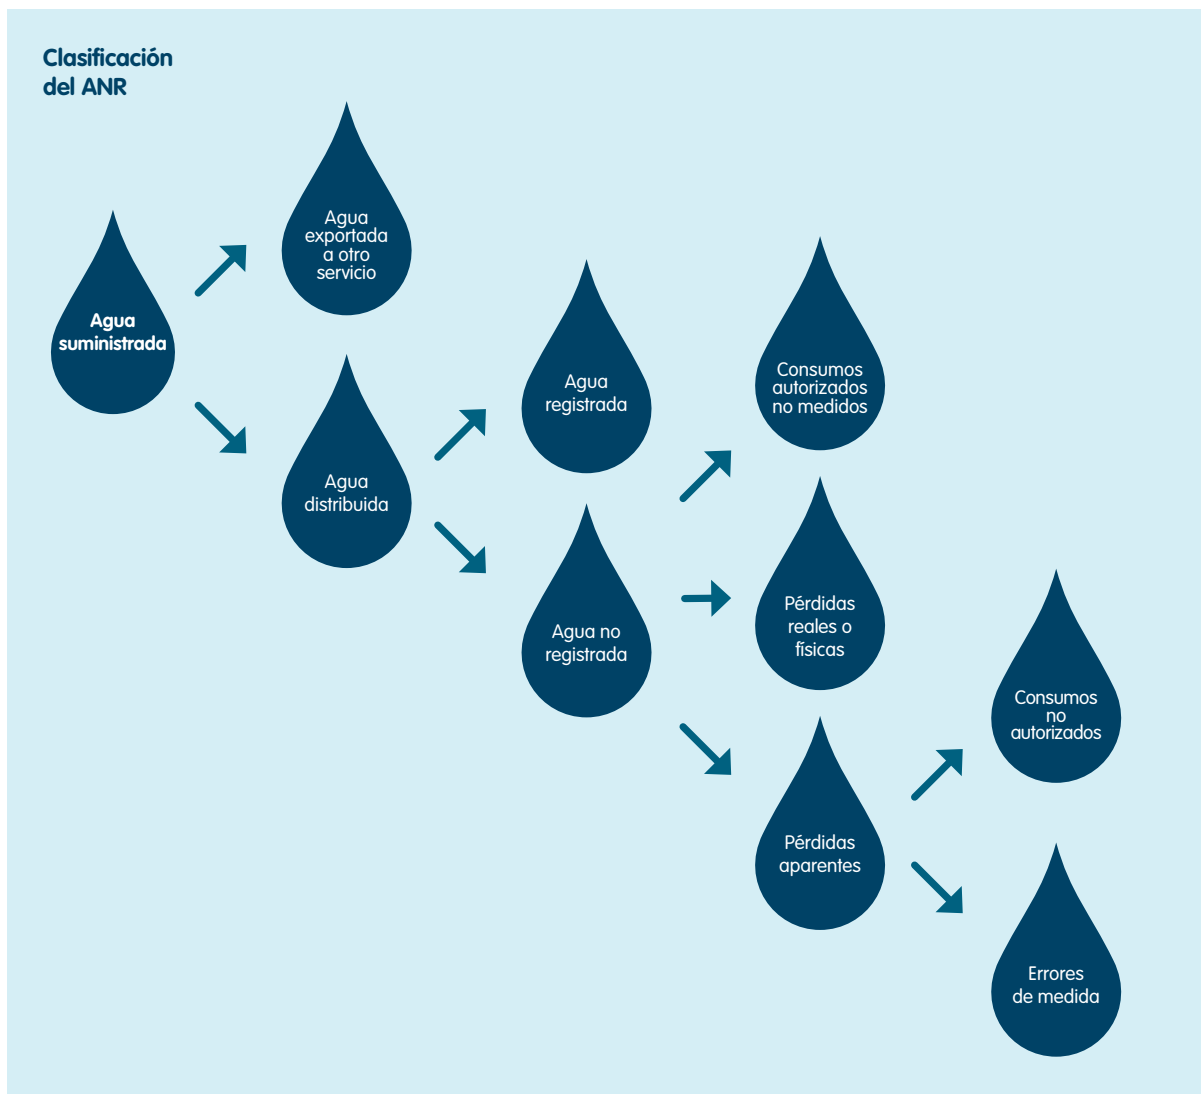 Clasificación
del ANR
Agua
suministrada
Agua
exportada
a otro
servicio
Agua
distribuida
Agua
registrada
Agua no
registrada
Consumos
autorizados
no medidos
Pérdidas
reales o
físicas
Pérdidas
aparentes
Consumos
no
autorizados
Errores
de medida